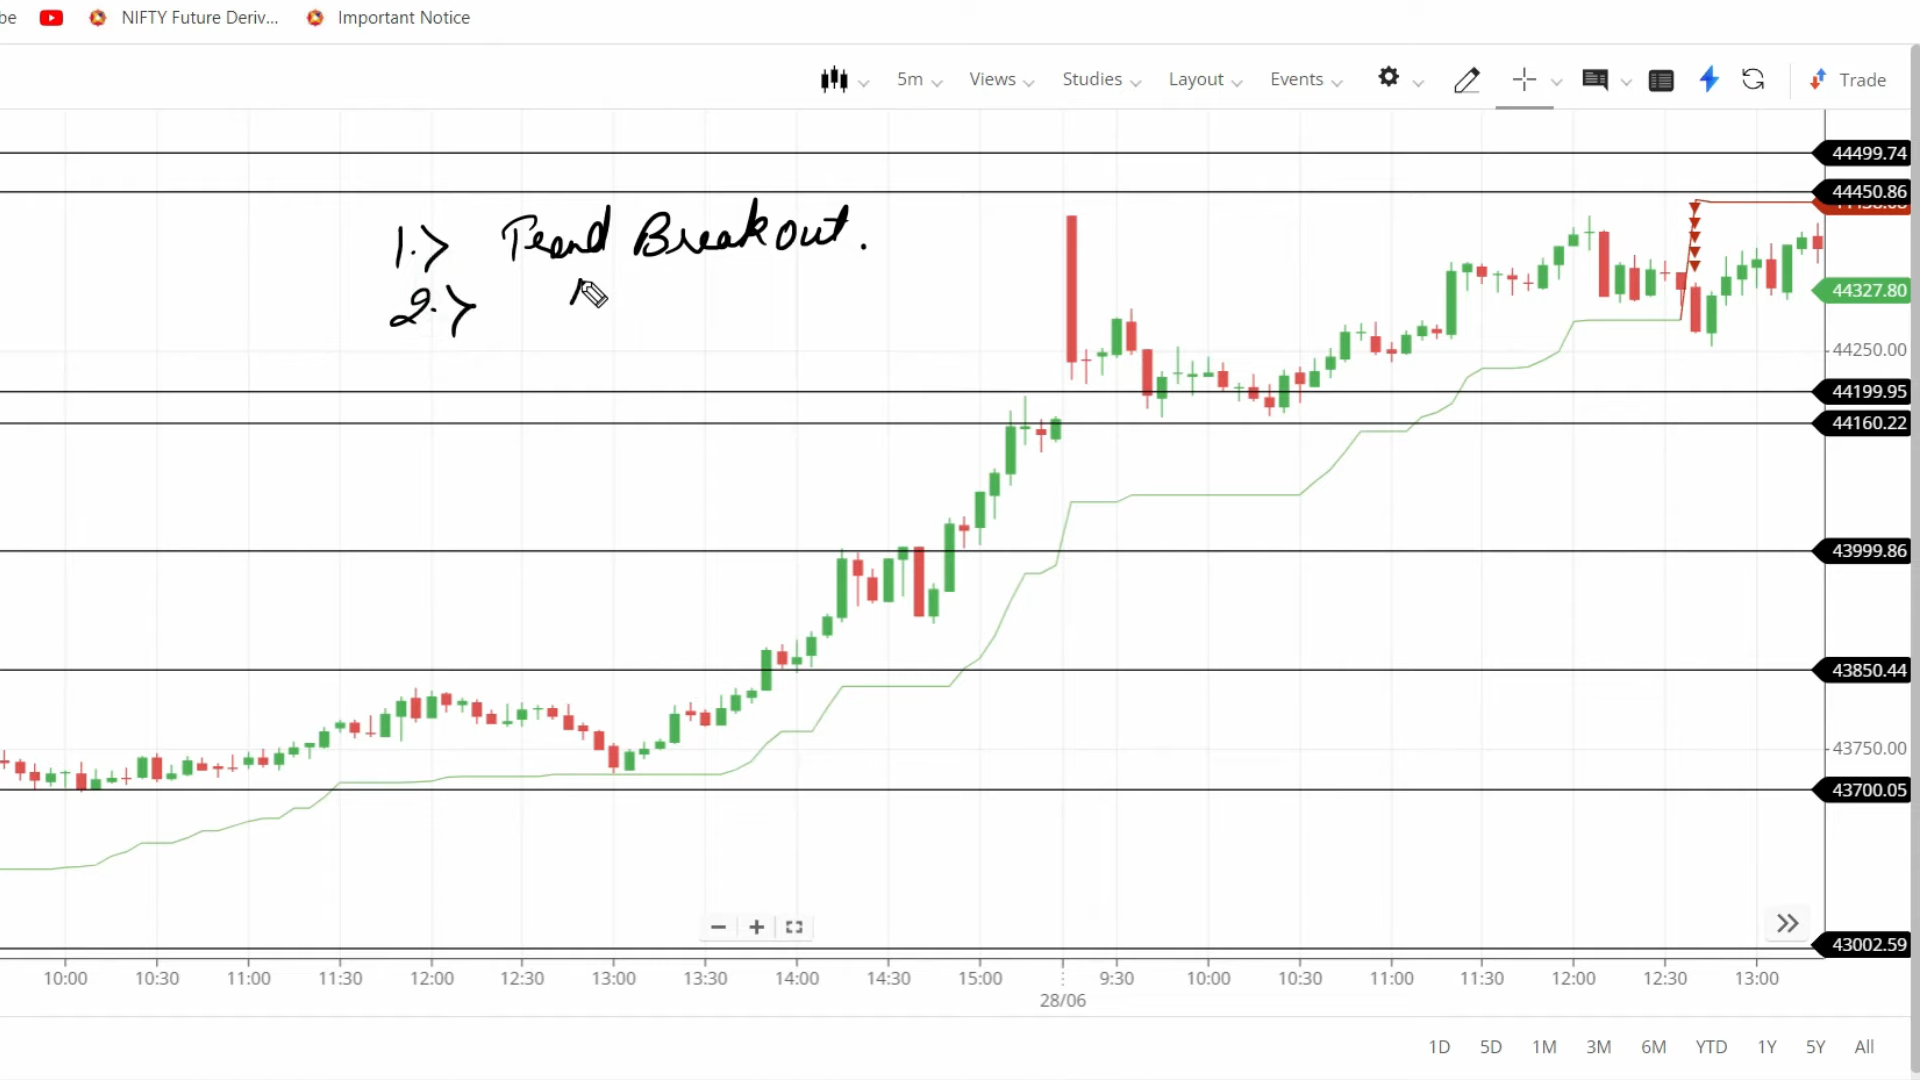 be NIFTY Future Deriv... Important Notice
5m Views Studies Layout Events Trade
44499.74
44450.86
1.> Trend Breakout.
44327.80
2.>
44250.00
44199.95
44160.22
43999.86
43850.44
43750.00
43700.05
43002.59
10:00 10:30 11:00 11:30 12:00 12:30 13:00 13:30 14:00 14:30 15:00 9:30 10:00 10:30 11:00 11:30 12:00 12:30 13:00
28/06
1D 5D 1M 3M 6M YTD 1Y 5Y All